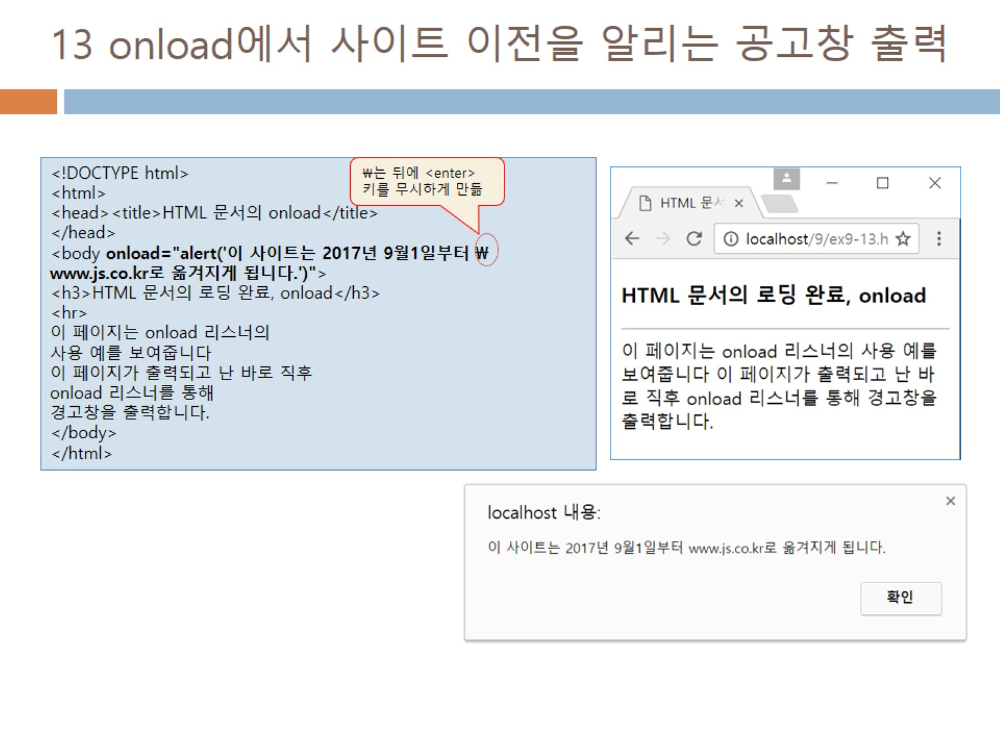 13 onload에서 사이트 이전을 알리는 공고창 출력
<!DOCTYPE html>
<html>
<head><title>HTML 문서의 onload</title>
</head>
<body onload="alert('이 사이트는 2017년 9월1일부터 ₩
www.js.co.kr로 옮겨지게 됩니다.')">
<h3>HTML 문서의 로딩 완료, onload</h3>
<hr>
이 페이지는 onload 리스너의
사용 예를 보여줍니다
이 페이지가 출력되고 난 바로 직후
onload 리스너를 통해
경고창을 출력합니다.
</body>
</html>
₩는 뒤에 <enter>
키를 무시하게 만듦
HTML 문서
localhost/9/ex9-13.h
HTML 문서의 로딩 완료, onload
이 페이지는 onload 리스너의 사용 예를
보여줍니다 이 페이지가 출력되고 난 바
로 직후 onload 리스너를 통해 경고창을
출력합니다.
localhost 내용:
이 사이트는 2017년 9월1일부터 www.js.co.kr로 옮겨지게 됩니다.
확인